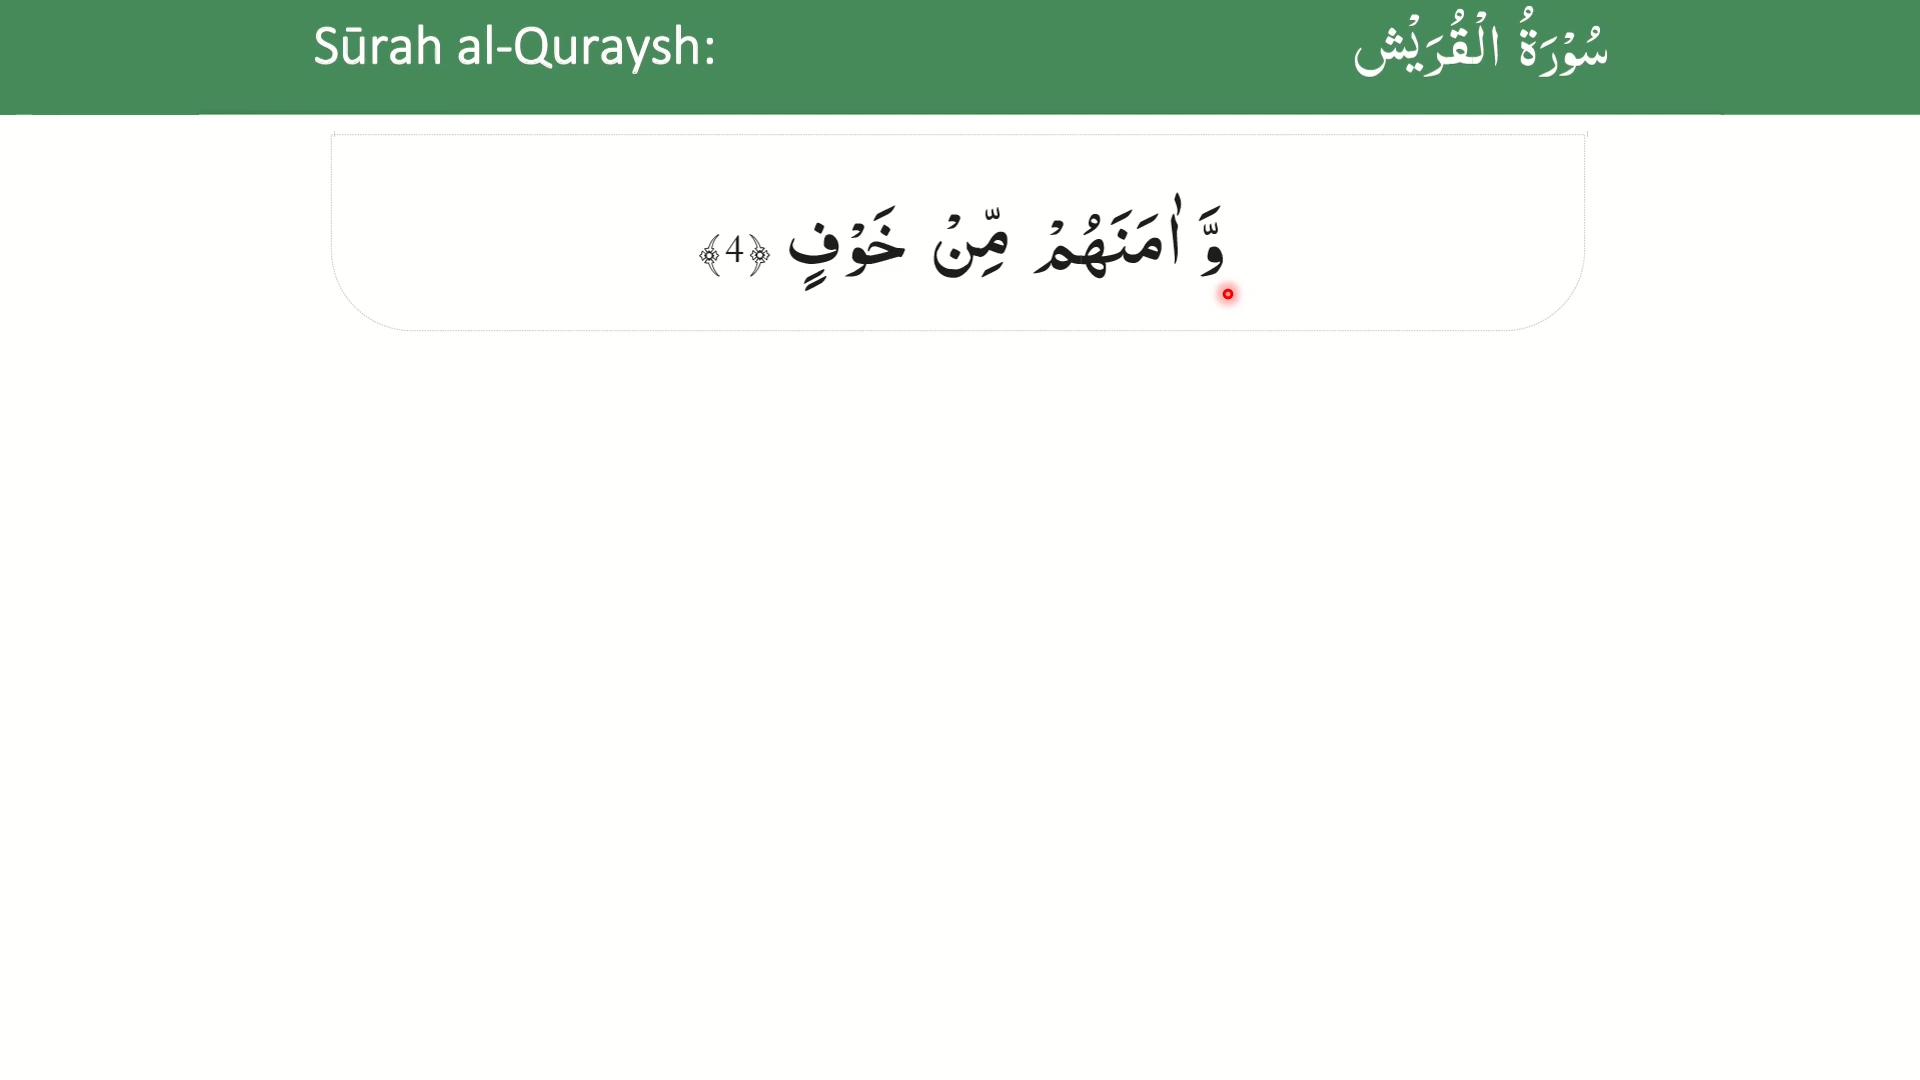 Sūrah al-Quraysh: سُوْرَةُ الْقُرَيْش
وَّ اٰمَنَهُمْ مِّنْ خَوْفٍ ﴿4﴾